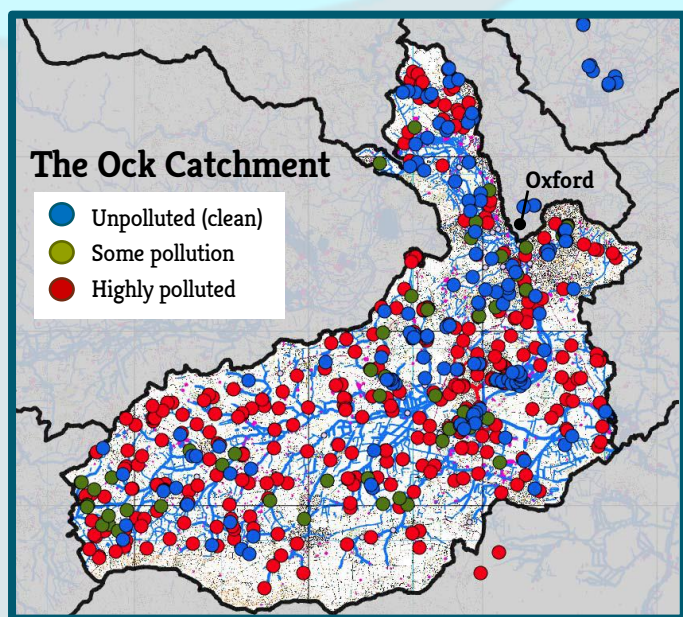 The Ock Catchment
Unpolluted (clean)
Some pollution
Highly polluted
Oxford